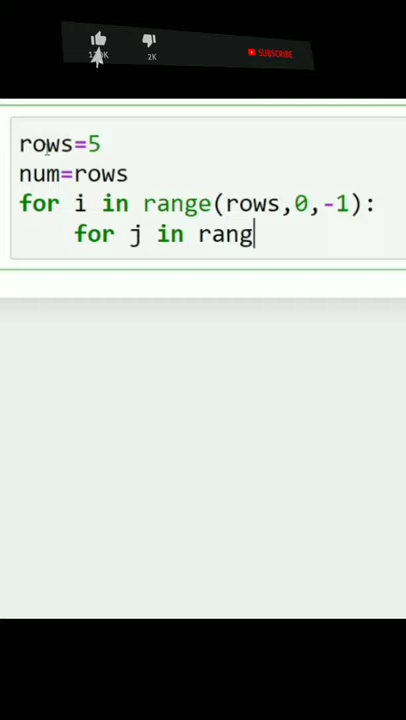 2K
SUBSCRIBE
rows=5
num=rows
for i in range(rows,0,-1):
    for j in rang